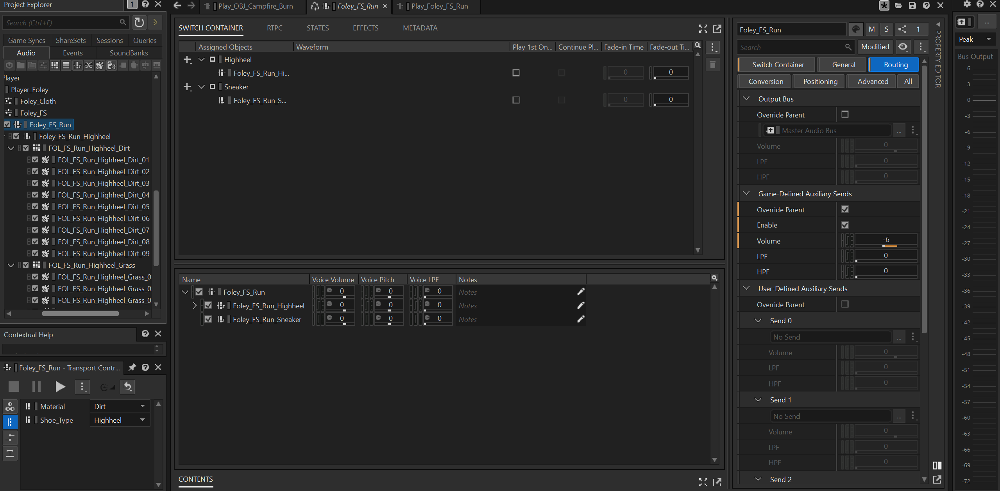 Project Explorer
1
Search (Ctrl+F)
Game Syncs ShareSets Sessions Queries
Audio Events SoundBanks
Player
Player_Foley
Foley_Cloth
Foley_FS
Foley_FS_Run
Foley_FS_Run_Highheel
FOL_FS_Run_Highheel_Dirt
FOL_FS_Run_Highheel_Dirt_01
FOL_FS_Run_Highheel_Dirt_02
FOL_FS_Run_Highheel_Dirt_03
FOL_FS_Run_Highheel_Dirt_04
FOL_FS_Run_Highheel_Dirt_05
FOL_FS_Run_Highheel_Dirt_06
FOL_FS_Run_Highheel_Dirt_07
FOL_FS_Run_Highheel_Dirt_08
FOL_FS_Run_Highheel_Dirt_09
FOL_FS_Run_Highheel_Grass
FOL_FS_Run_Highheel_Grass_0
FOL_FS_Run_Highheel_Grass_0
FOL_FS_Run_Highheel_Grass_0
Contextual Help
Foley_FS_Run - Transport Contr...
Material Dirt
Shoe_Type Highheel
Play_OBJ_Campfire_Burn Foley_FS_Run Play_Foley_FS_Run
SWITCH CONTAINER RTPC STATES EFFECTS METADATA
Assigned Objects Waveform Play 1st On... Continue Pl... Fade-in Time Fade-out Ti...
Highheel
Foley_FS_Run_Hi... 0 0
Sneaker
Foley_FS_Run_S... 0 0
Name Voice Volume Voice Pitch Voice LPF Notes
Foley_FS_Run 0 0 0 Notes
Foley_FS_Run_Highheel 0 0 0 Notes
Foley_FS_Run_Sneaker 0 0 0 Notes
CONTENTS
Foley_FS_Run M S 1
Search Modified
Switch Container General Routing
Conversion Positioning Advanced All
Output Bus
Override Parent
Master Audio Bus ...
Volume 0
LPF 0
HPF 0
Game-Defined Auxiliary Sends
Override Parent
Enable
Volume -6
LPF 0
HPF 0
User-Defined Auxiliary Sends
Override Parent
Send 0
No Send ...
Volume 0
LPF 0
HPF 0
Send 1
No Send ...
Volume 0
LPF 0
HPF 0
Send 2
PROPERTY EDITOR
...
Peak
Bus Output
6
3
0
-3
-6
-9
-12
-15
-18
-21
-24
-27
-30
-33
-36
-39
-42
-45
-48
-51
-54
-57
-60
-63
-66
-69
-72